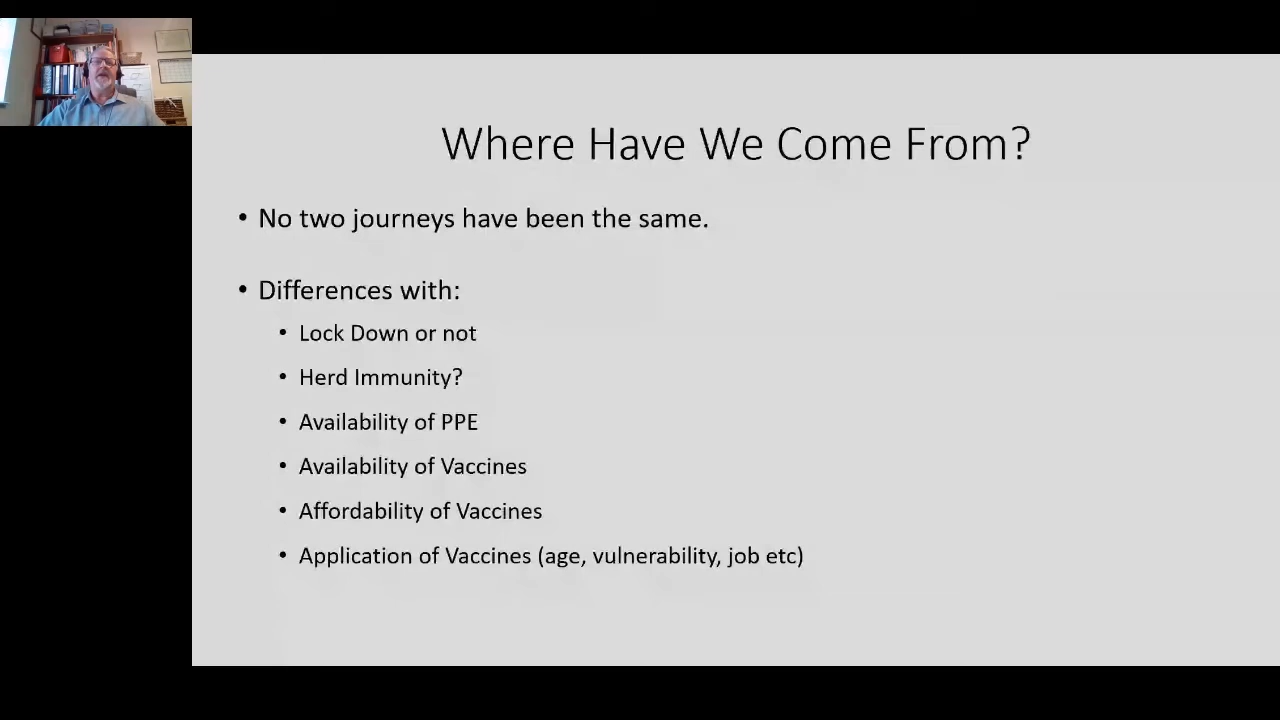 Where Have We Come From?
• No two journeys have been the same.
• Differences with:
• Lock Down or not
• Herd Immunity?
• Availability of PPE
• Availability of Vaccines
• Affordability of Vaccines
• Application of Vaccines (age, vulnerability, job etc)